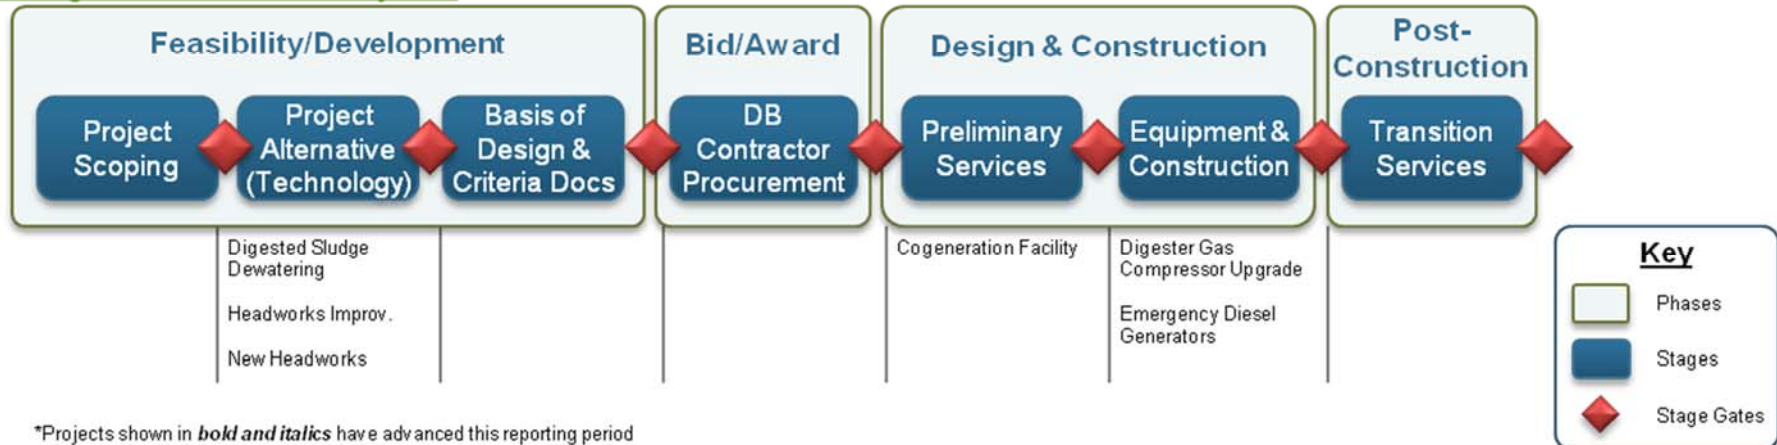 Feasibility/Development
Project
Scoping
Project
Alternative
(Technology)
Basis of
Design &
Criteria Docs
Bid/Award
DB
Contractor
Procurement
Design & Construction
Preliminary
Services
Equipment &
Construction
Post-
Construction
Transition
Services
Digested Sludge
Dewatering
Headworks Improv.
New Headworks
Cogeneration Facility
Digester Gas
Compressor Upgrade
Emergency Diesel
Generators
Key
Phases
Stages
Stage Gates
*Projects shown in bold and italics have advanced this reporting period